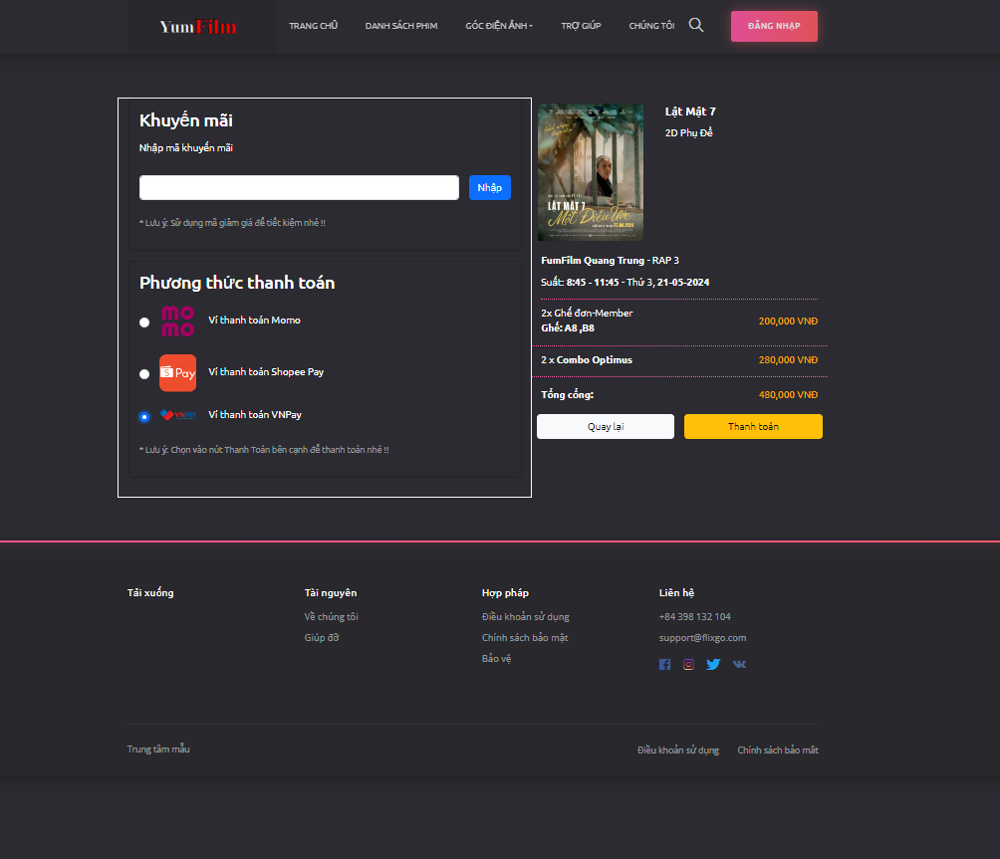 YumFilm
TRANG CHỦ
DANH SÁCH PHIM
GÓC ĐIỆN ẢNH
TRỢ GIÚP
CHÚNG TÔI
ĐĂNG NHẬP
Khuyến mãi
Nhập mã khuyến mãi
Nhập
* Lưu ý: Sử dụng mã giảm giá để tiết kiệm nhé !!
Phương thức thanh toán
mo
mo
Ví thanh toán Momo
S Pay
Ví thanh toán Shopee Pay
VNPAY
Ví thanh toán VNPay
* Lưu ý: Chọn vào nút Thanh Toán bên cạnh để thanh toán nhé !!
LẬT MẶT 7
Một Điều Ước
Lật Mặt 7
2D Phụ Đề
FumFilm Quang Trung - RAP 3
Suất: 8:45 - 11:45 - Thứ 3, 21-05-2024
2x Ghế đơn-Member
Ghế: A8 ,B8
200,000 VNĐ
2 x Combo Optimus
280,000 VNĐ
Tổng cổng:
480,000 VNĐ
Quay lại
Thanh toán
Tải xuống
Tài nguyên
Về chúng tôi
Giúp đỡ
Hợp pháp
Điều khoản sử dụng
Chính sách bảo mật
Bảo vệ
Liên hệ
+84 398 132 104
support@flixgo.com
Trung tâm mẫu
Điều khoản sử dụng
Chính sách bảo mật